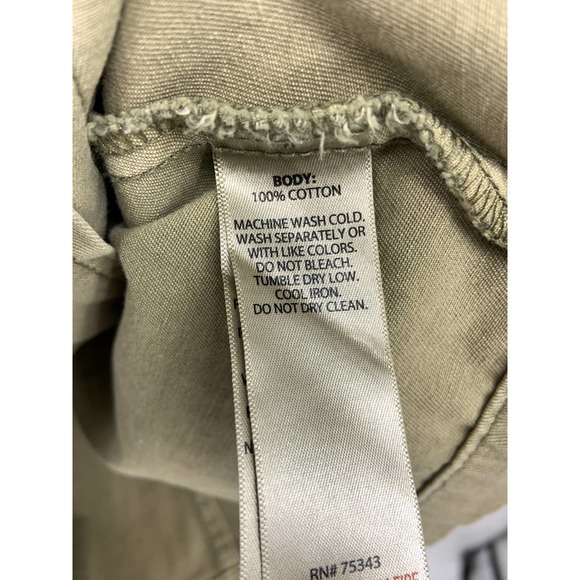 BODY:
100% COTTON
MACHINE WASH COLD.
WASH SEPARATELY OR
WITH LIKE COLORS.
DO NOT BLEACH.
TUMBLE DRY LOW.
COOL IRON.
DO NOT DRY CLEAN.
RN# 75343